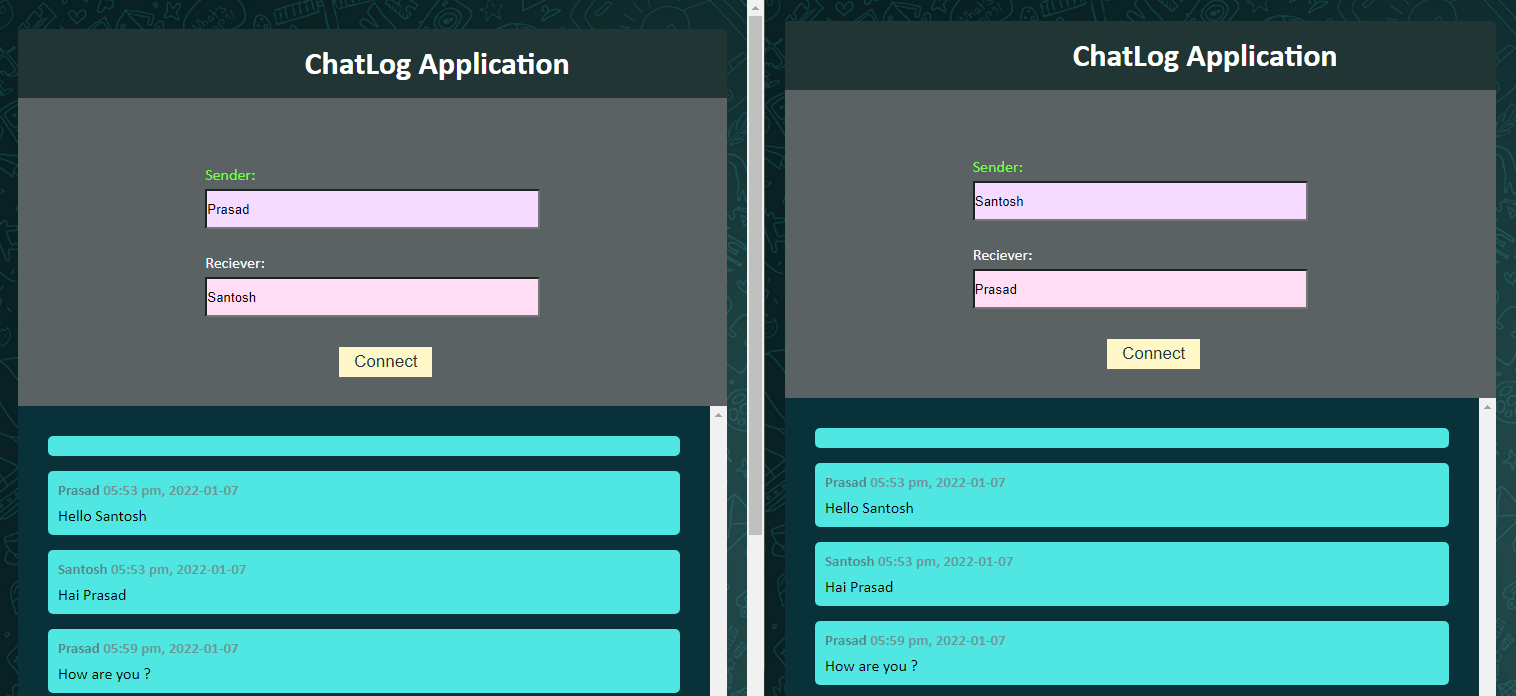 ChatLog Application
Sender:
Prasad
Reciever:
Santosh
Connect
Prasad 05:53 pm, 2022-01-07
Hello Santosh
Santosh 05:53 pm, 2022-01-07
Hai Prasad
Prasad 05:59 pm, 2022-01-07
How are you ?
ChatLog Application
Sender:
Santosh
Reciever:
Prasad
Connect
Prasad 05:53 pm, 2022-01-07
Hello Santosh
Santosh 05:53 pm, 2022-01-07
Hai Prasad
Prasad 05:59 pm, 2022-01-07
How are you ?